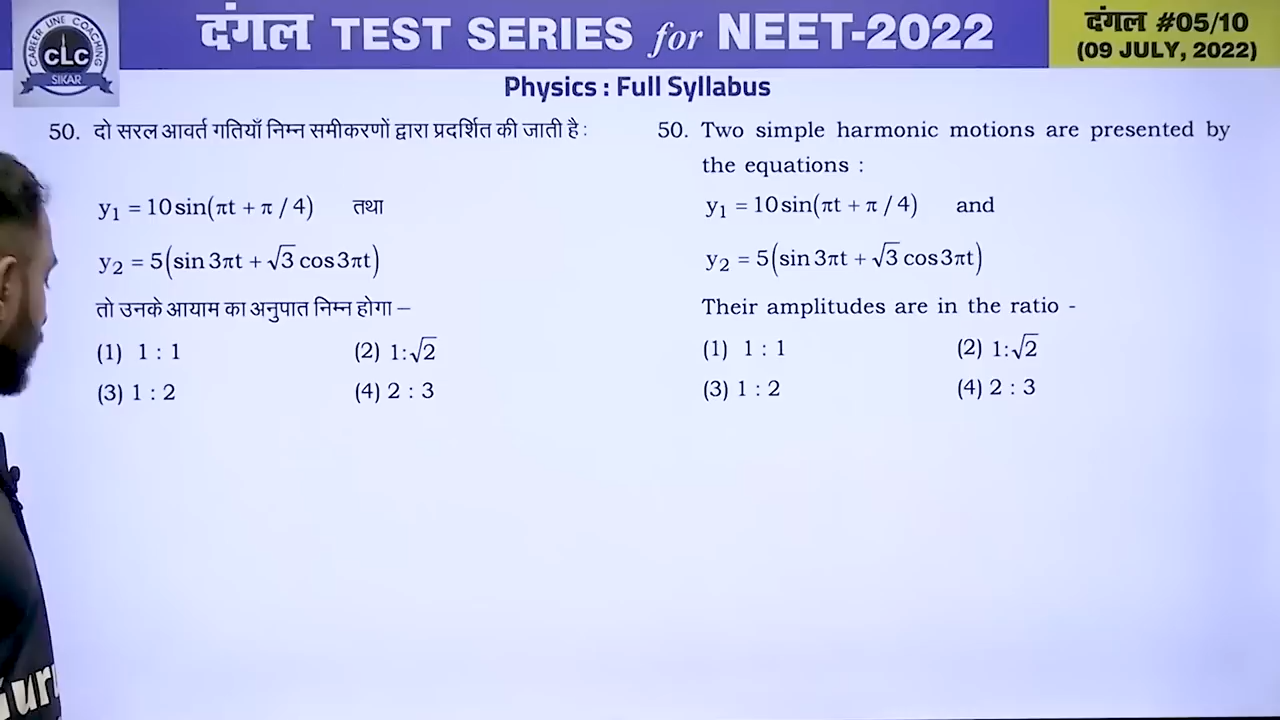 CAREER LINE COACHING
CLC
SIKAR
दंगल TEST SERIES for NEET-2022
दंगल #05/10
(09 JULY, 2022)
Physics : Full Syllabus
50. दो सरल आवर्त गतियाँ निम्न समीकरणों द्वारा प्रदर्शित की जाती है :
y₁ = 10 sin(πt + π / 4) तथा
y₂ = 5(sin 3πt + √3 cos3πt)
तो उनके आयाम का अनुपात निम्न होगा –
(1) 1 : 1 (2) 1:√2
(3) 1 : 2 (4) 2 : 3
50. Two simple harmonic motions are presented by
the equations :
y₁ = 10 sin(πt + π / 4) and
y₂ = 5(sin 3πt + √3 cos3πt)
Their amplitudes are in the ratio -
(1) 1 : 1 (2) 1:√2
(3) 1 : 2 (4) 2 : 3